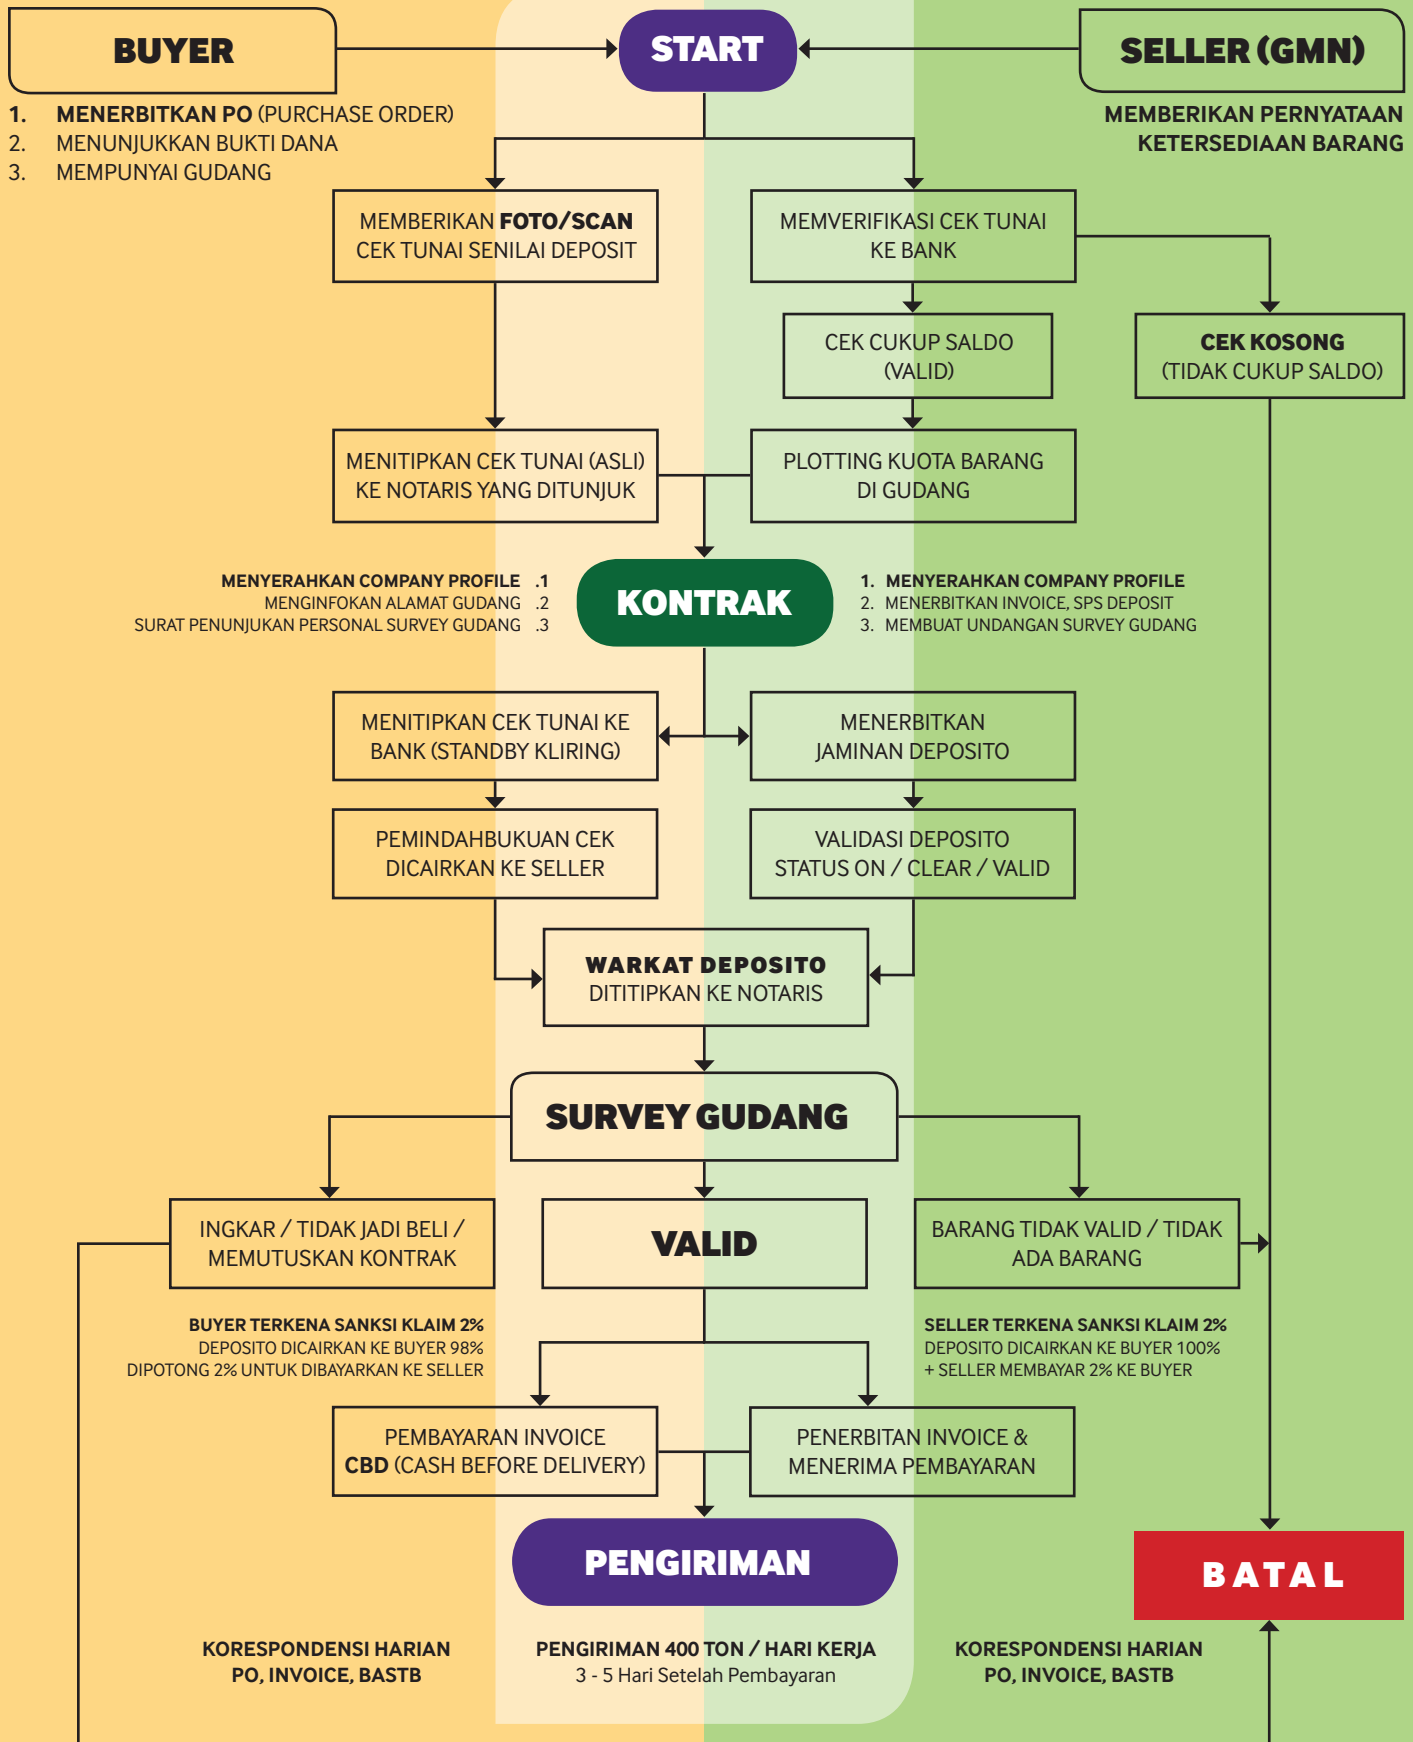 BUYER
START
SELLER (GMN)
1. MENERBITKAN PO (PURCHASE ORDER)
2. MENUNJUKKAN BUKTI DANA
3. MEMPUNYAI GUDANG
MEMBERIKAN PERNYATAAN
KETERSEDIAAN BARANG
MEMBERIKAN FOTO/SCAN
CEK TUNAI SENILAI DEPOSIT
MEMVERIFIKASI CEK TUNAI
KE BANK
CEK CUKUP SALDO
(VALID)
CEK KOSONG
(TIDAK CUKUP SALDO)
MENITIPKAN CEK TUNAI (ASLI)
KE NOTARIS YANG DITUNJUK
PLOTTING KUOTA BARANG
DI GUDANG
MENYERAHKAN COMPANY PROFILE .1
MENGINFOKAN ALAMAT GUDANG .2
SURAT PENUNJUKAN PERSONAL SURVEY GUDANG .3
KONTRAK
1. MENYERAHKAN COMPANY PROFILE
2. MENERBITKAN INVOICE, SPS DEPOSIT
3. MEMBUAT UNDANGAN SURVEY GUDANG
MENITIPKAN CEK TUNAI KE
BANK (STANDBY KLIRING)
MENERBITKAN
JAMINAN DEPOSITO
PEMINDAHBUKUAN CEK
DICAIRKAN KE SELLER
VALIDASI DEPOSITO
STATUS ON / CLEAR / VALID
WARKAT DEPOSITO
DITITIPKAN KE NOTARIS
SURVEY GUDANG
INGKAR / TIDAK JADI BELI /
MEMUTUSKAN KONTRAK
VALID
BARANG TIDAK VALID / TIDAK
ADA BARANG
BUYER TERKENA SANKSI KLAIM 2%
DEPOSITO DICAIRKAN KE BUYER 98%
DIPOTONG 2% UNTUK DIBAYARKAN KE SELLER
SELLER TERKENA SANKSI KLAIM 2%
DEPOSITO DICAIRKAN KE BUYER 100%
+ SELLER MEMBAYAR 2% KE BUYER
PEMBAYARAN INVOICE
CBD (CASH BEFORE DELIVERY)
PENERBITAN INVOICE &
MENERIMA PEMBAYARAN
PENGIRIMAN
BATAL
KORESPONDENSI HARIAN
PO, INVOICE, BASTB
PENGIRIMAN 400 TON / HARI KERJA
3 - 5 Hari Setelah Pembayaran
KORESPONDENSI HARIAN
PO, INVOICE, BASTB